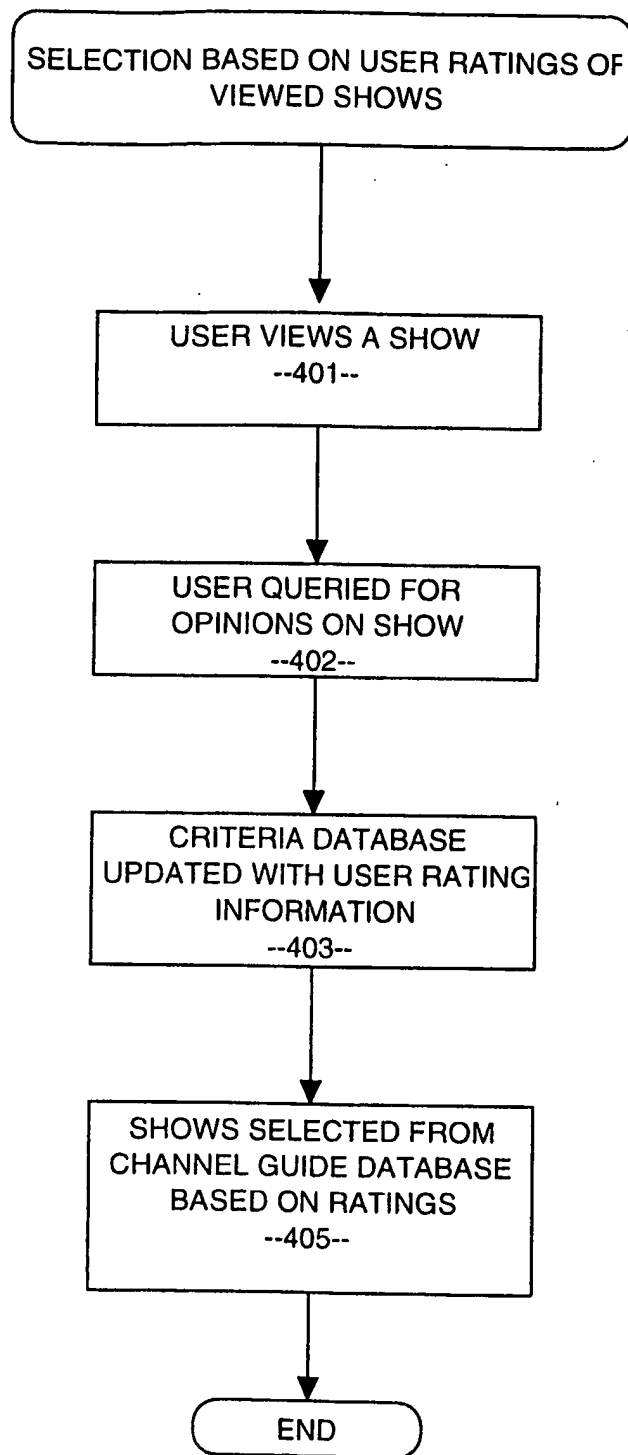 SELECTION BASED ON USER RATINGS OF
VIEWED SHOWS
USER VIEWS A SHOW
--401--
USER QUERIED FOR
OPINIONS ON SHOW
--402--
CRITERIA DATABASE
UPDATED WITH USER RATING
INFORMATION
--403--
SHOWS SELECTED FROM
CHANNEL GUIDE DATABASE
BASED ON RATINGS
--405--
END